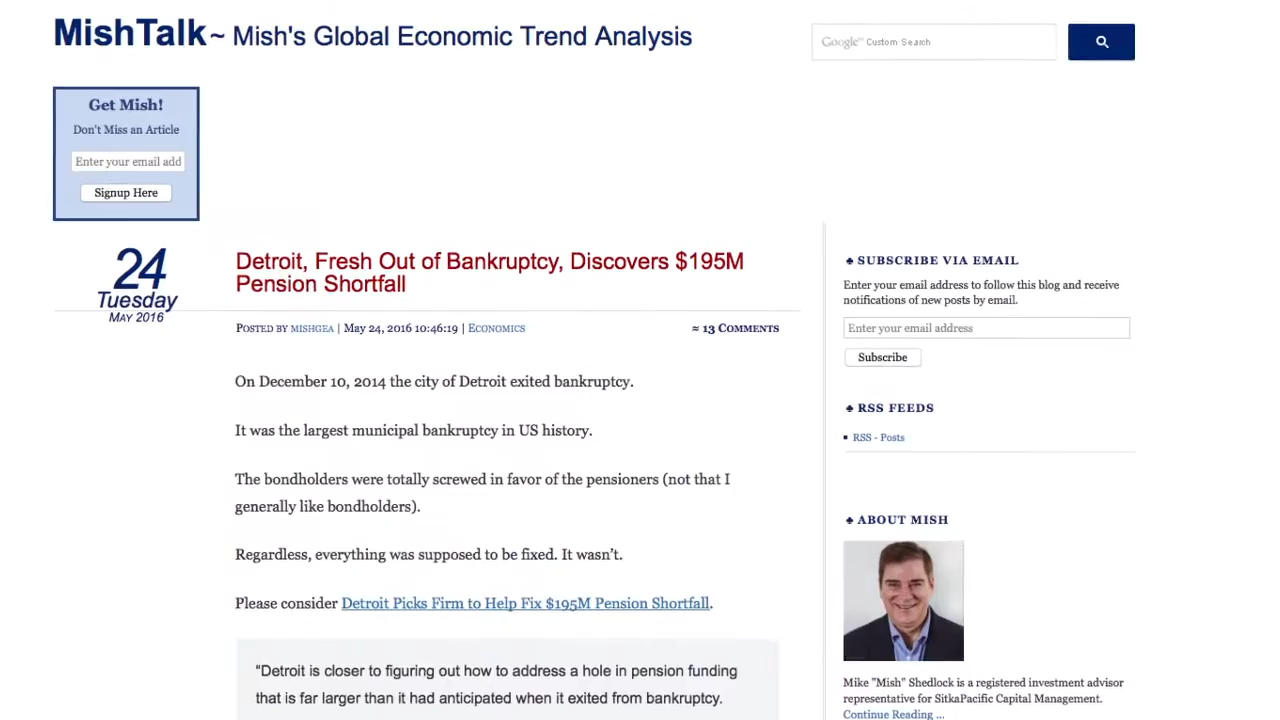 MishTalk ~ Mish's Global Economic Trend Analysis
Google™ Custom Search
Get Mish!
Don't Miss an Article
Enter your email add
Signup Here
24
Tuesday
MAY 2016
Detroit, Fresh Out of Bankruptcy, Discovers $195M
Pension Shortfall
POSTED BY MISHGEA | May 24, 2016 10:46:19 | ECONOMICS
≈ 13 COMMENTS
On December 10, 2014 the city of Detroit exited bankruptcy.
It was the largest municipal bankruptcy in US history.
The bondholders were totally screwed in favor of the pensioners (not that I
generally like bondholders).
Regardless, everything was supposed to be fixed. It wasn't.
Please consider Detroit Picks Firm to Help Fix $195M Pension Shortfall.
“Detroit is closer to figuring out how to address a hole in pension funding
that is far larger than it had anticipated when it exited from bankruptcy.
♣ SUBSCRIBE VIA EMAIL
Enter your email address to follow this blog and receive
notifications of new posts by email.
Enter your email address
Subscribe
♣ RSS FEEDS
RSS - Posts
♣ ABOUT MISH
Mike "Mish" Shedlock is a registered investment advisor
representative for SitkaPacific Capital Management.
Continue Reading ...